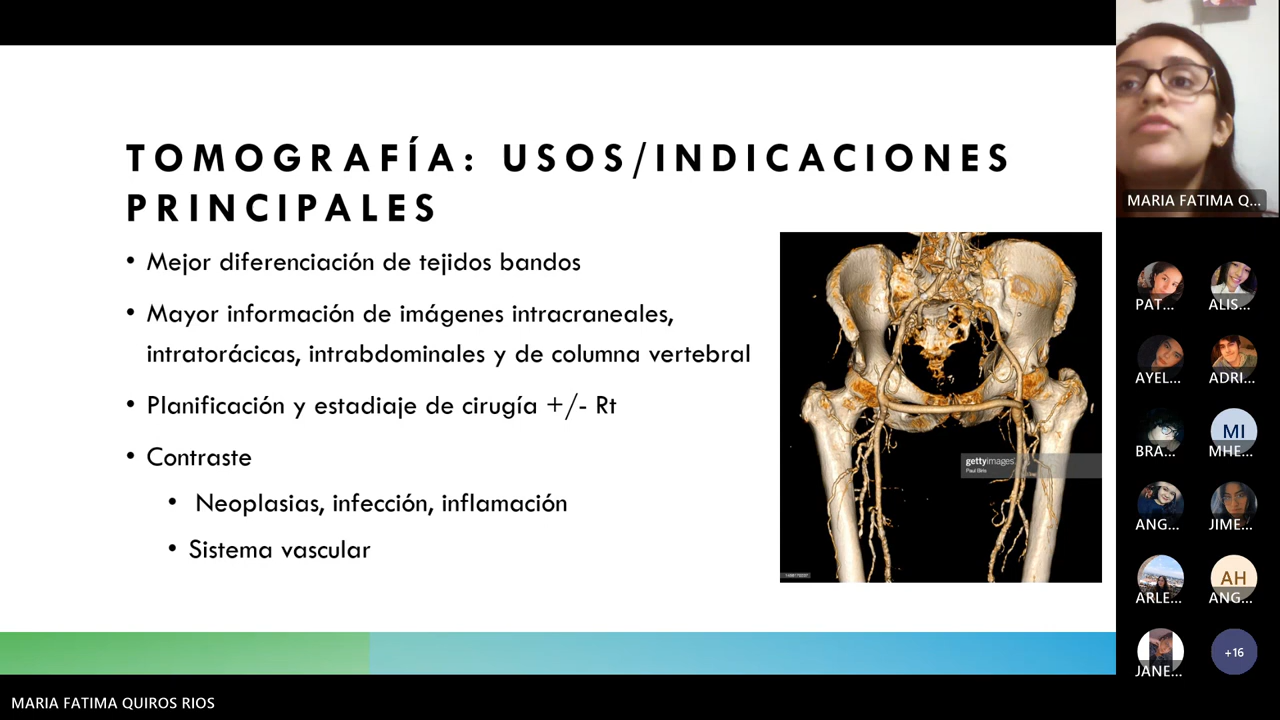 TOMOGRAFÍA: USOS/INDICACIONES
PRINCIPALES
• Mejor diferenciación de tejidos bandos
• Mayor información de imágenes intracraneales,
intratorácicas, intrabdominales y de columna vertebral
• Planificación y estadiaje de cirugía +/- Rt
• Contraste
• Neoplasias, infección, inflamación
• Sistema vascular
gettyimages
Paul Biris
MARIA FATIMA Q...
PAT...
ALIS...
AYEL...
ADRI...
BRA...
MI
MHE...
ANG...
JIME...
ARLE...
AH
ANG...
JANE...
+16
MARIA FATIMA QUIROS RIOS